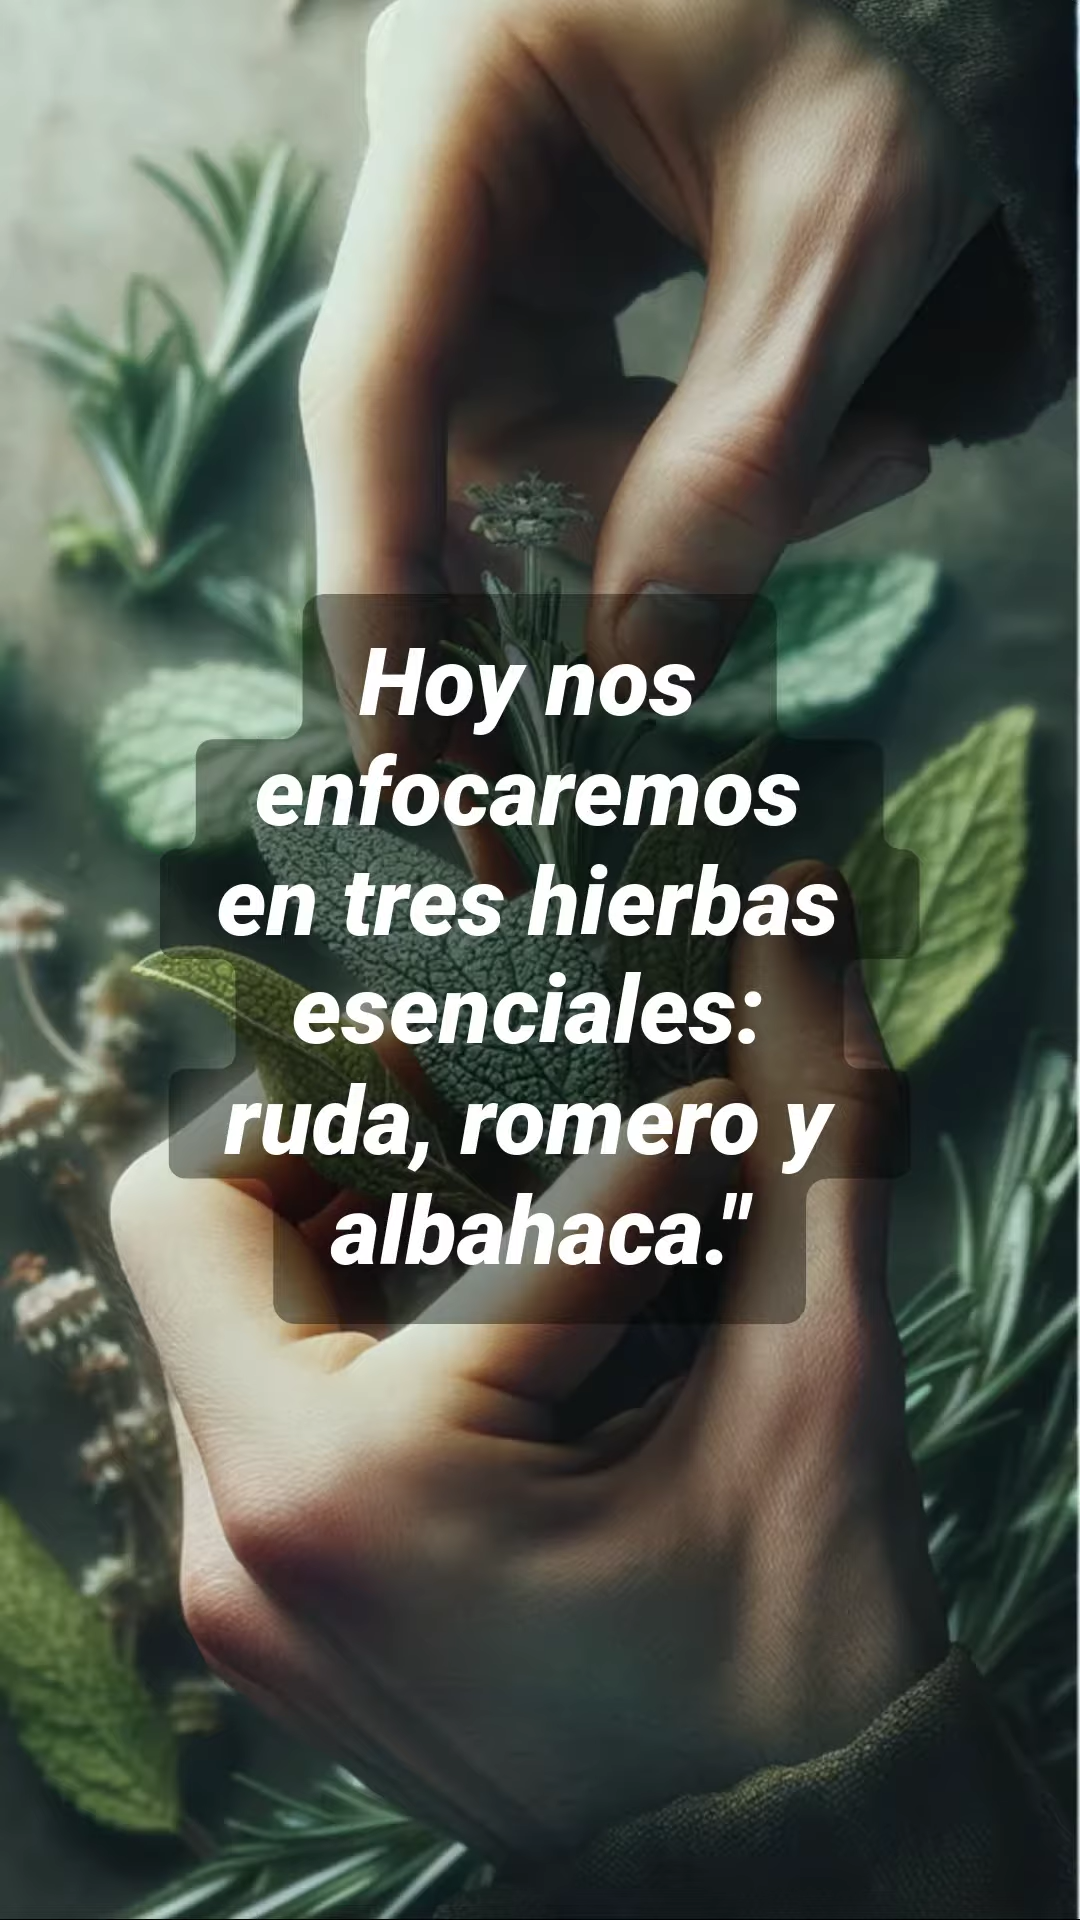 Hoy nos
enfocaremos
en tres hierbas
esenciales:
ruda, romero y
albahaca."